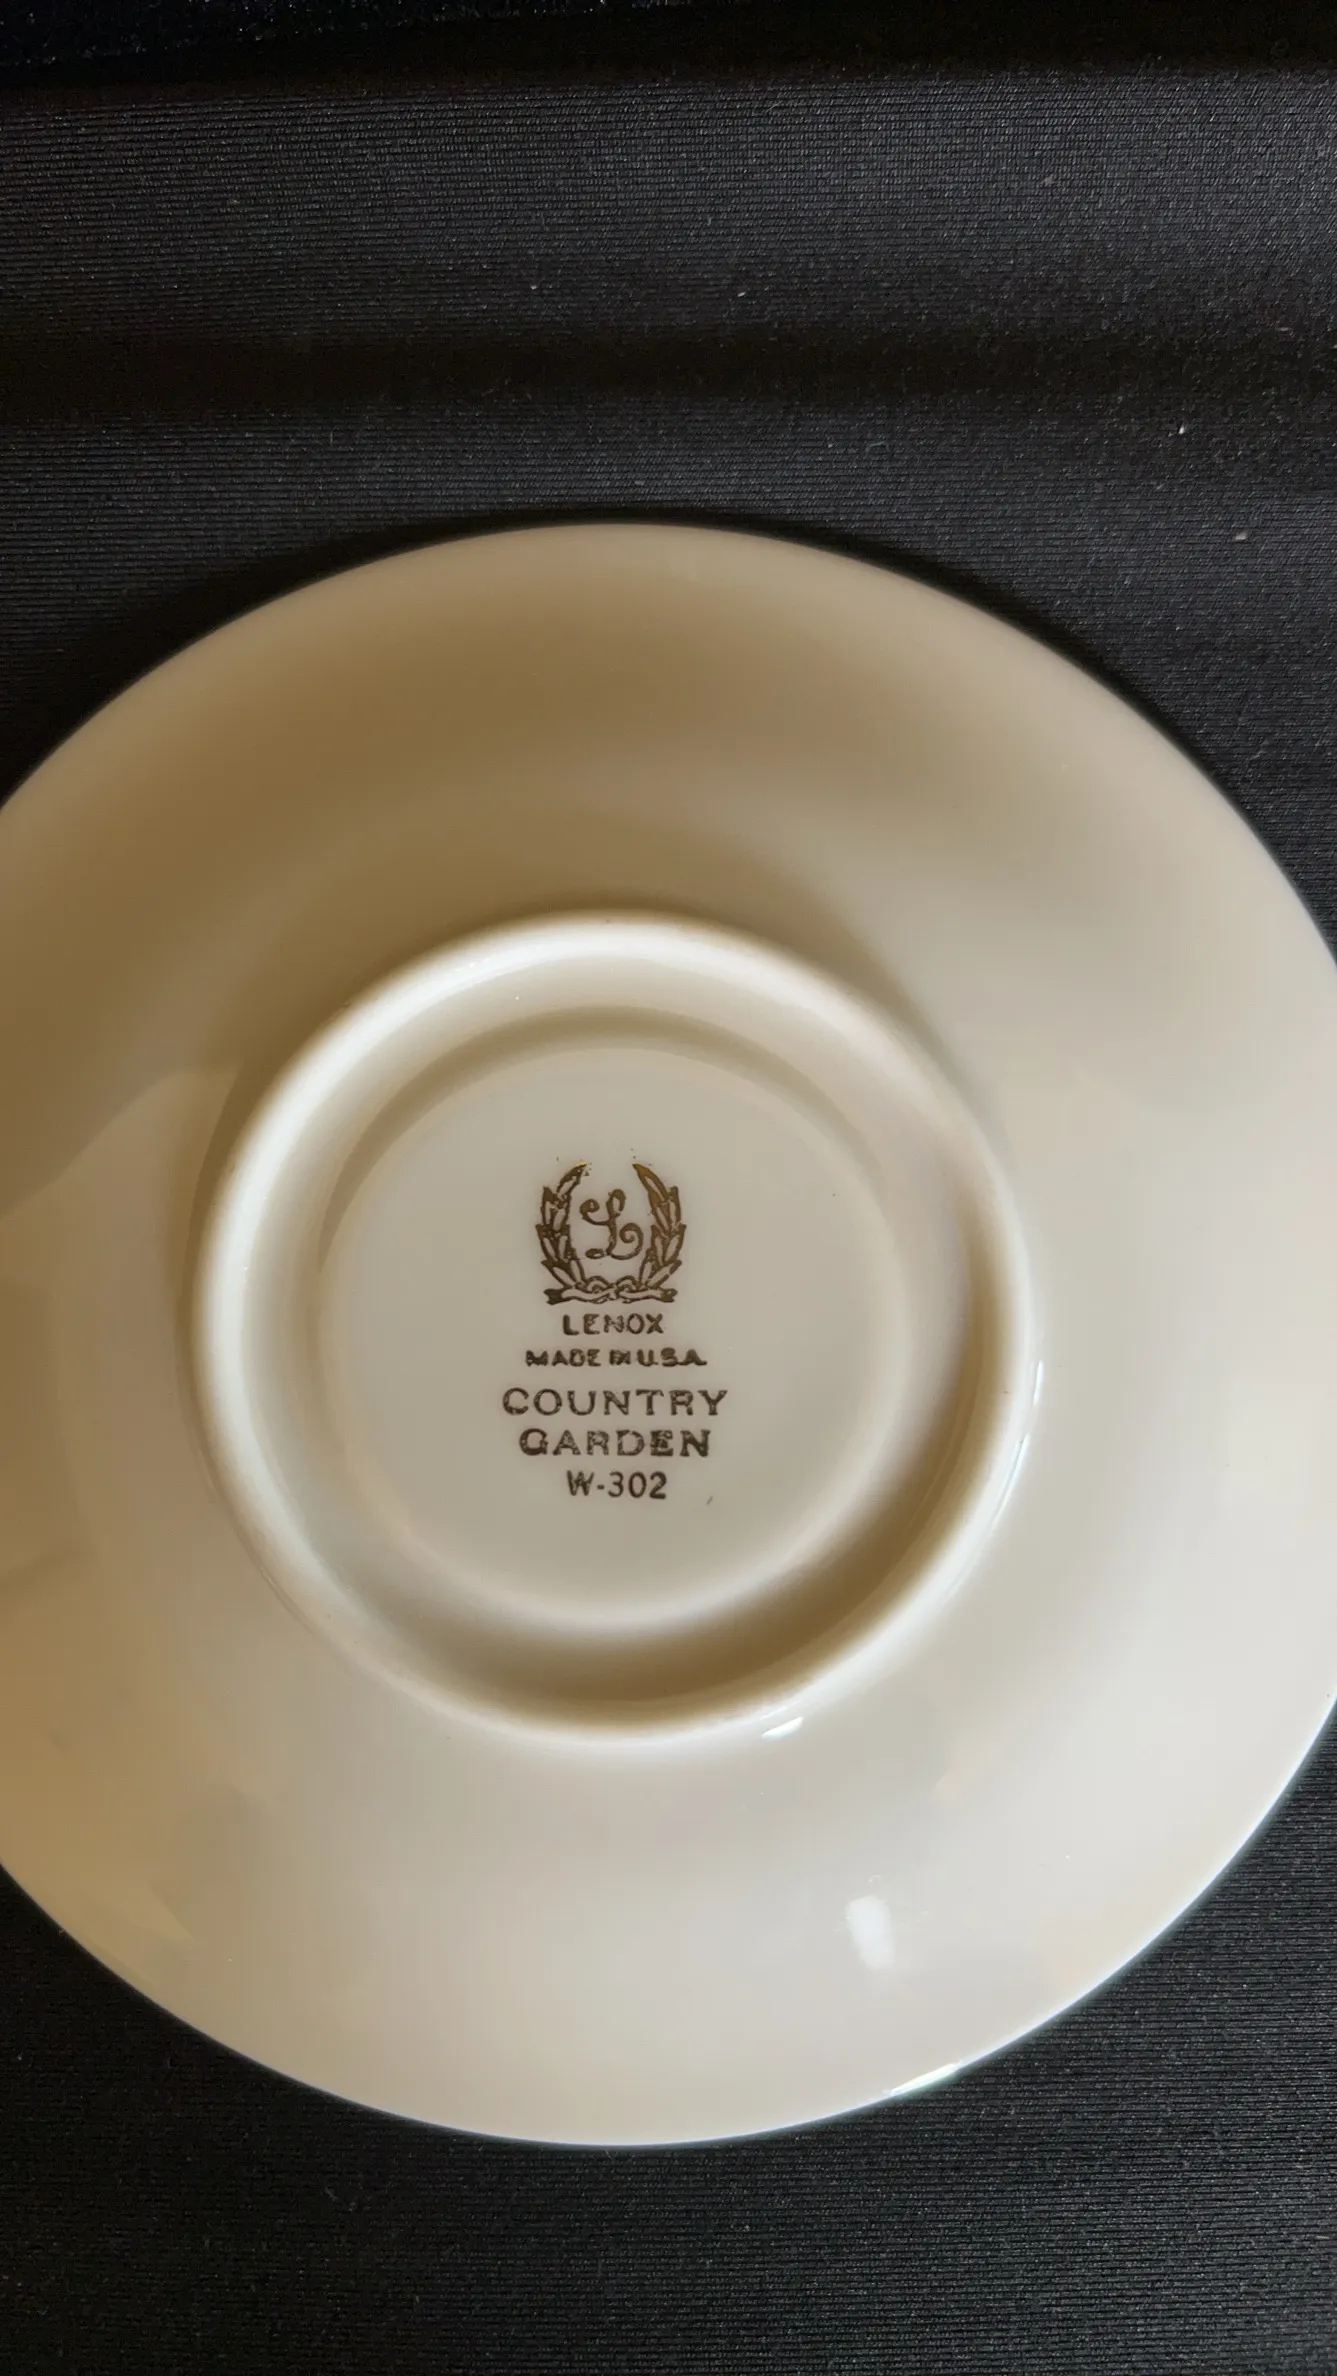 L
LENOX
MADE IN U.S.A.
COUNTRY
GARDEN
W-302